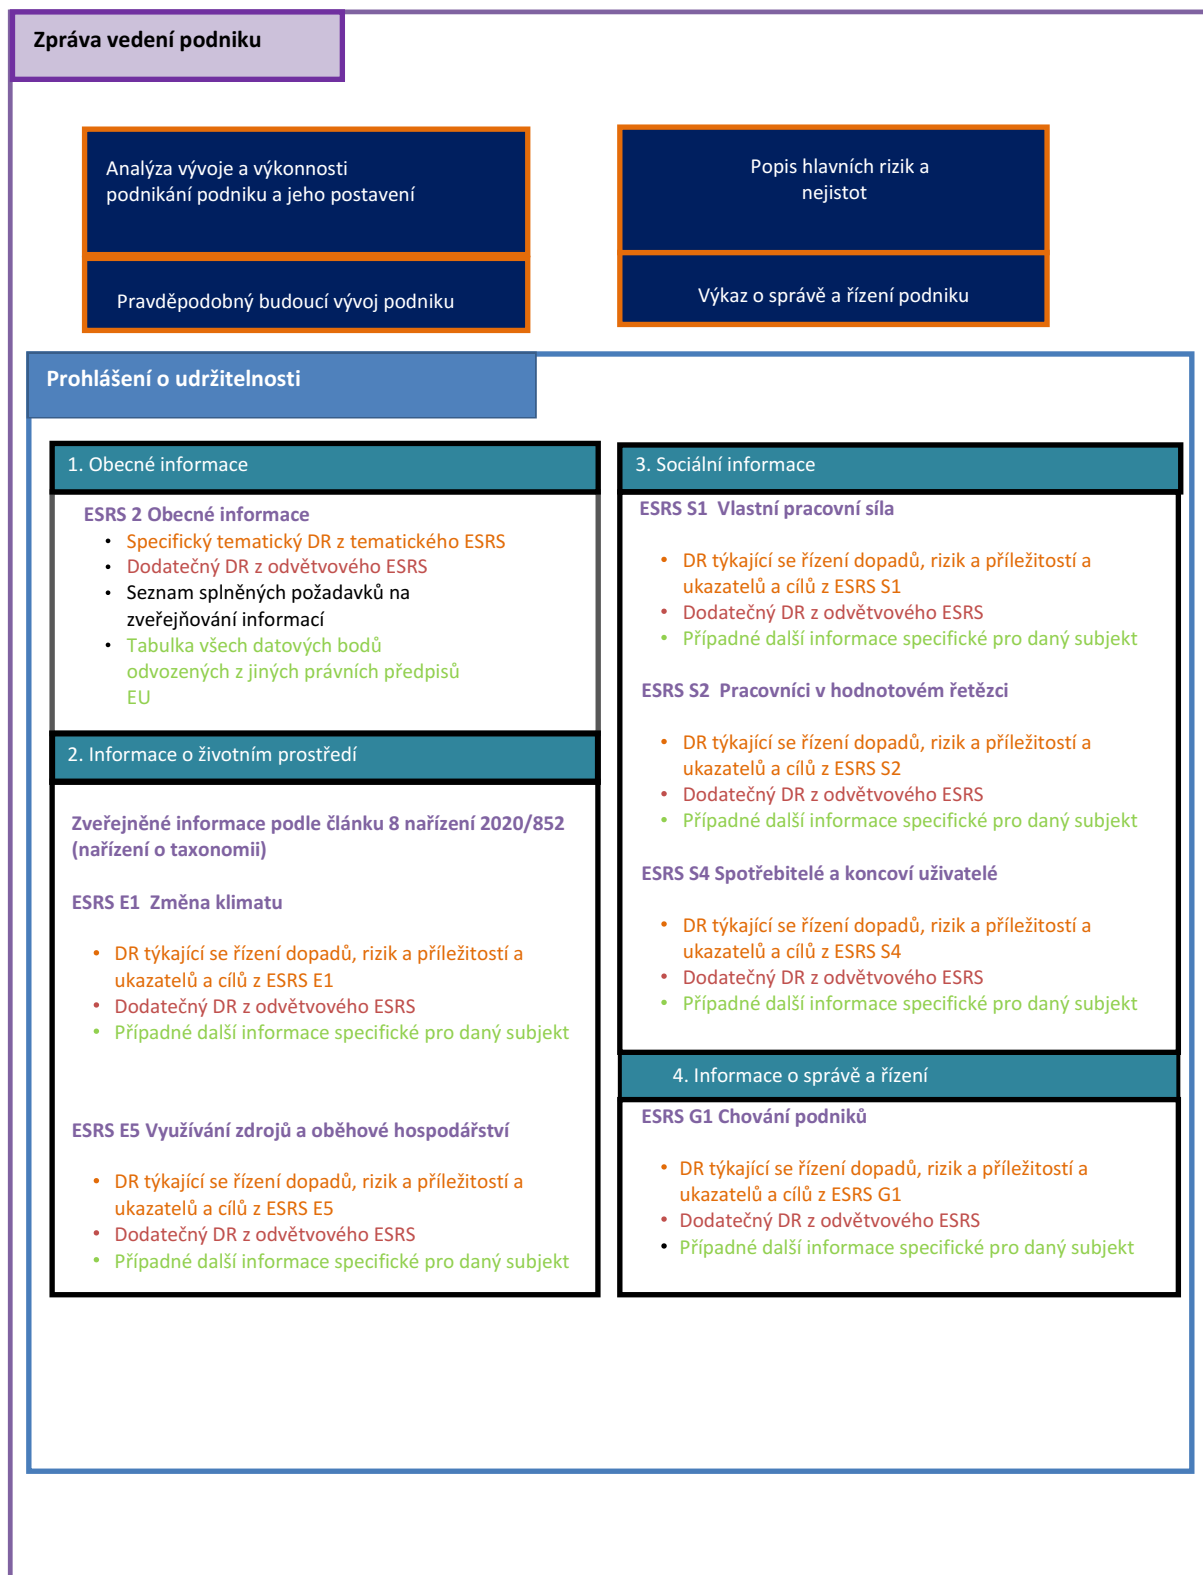 Zpráva vedení podniku
Analýza vývoje a výkonnosti
podnikání podniku a jeho postavení
Popis hlavních rizik a
nejistot
Pravděpodobný budoucí vývoj podniku
Výkaz o správě a řízení podniku
Prohlášení o udržitelnosti
1. Obecné informace
ESRS 2 Obecné informace
• Specifický tematický DR z tematického ESRS
• Dodatečný DR z odvětvového ESRS
• Seznam splněných požadavků na
zveřejňování informací
• Tabulka všech datových bodů
odvozených z jiných právních předpisů
EU
2. Informace o životním prostředí
Zveřejněné informace podle článku 8 nařízení 2020/852
(nařízení o taxonomii)
ESRS E1 Změna klimatu
• DR týkající se řízení dopadů, rizik a příležitostí a
ukazatelů a cílů z ESRS E1
• Dodatečný DR z odvětvového ESRS
• Případné další informace specifické pro daný subjekt
ESRS E5 Využívání zdrojů a oběhové hospodářství
• DR týkající se řízení dopadů, rizik a příležitostí a
ukazatelů a cílů z ESRS E5
• Dodatečný DR z odvětvového ESRS
• Případné další informace specifické pro daný subjekt
3. Sociální informace
ESRS S1 Vlastní pracovní síla
• DR týkající se řízení dopadů, rizik a příležitostí a
ukazatelů a cílů z ESRS S1
• Dodatečný DR z odvětvového ESRS
• Případné další informace specifické pro daný subjekt
ESRS S2 Pracovníci v hodnotovém řetězci
• DR týkající se řízení dopadů, rizik a příležitostí a
ukazatelů a cílů z ESRS S2
• Dodatečný DR z odvětvového ESRS
• Případné další informace specifické pro daný subjekt
ESRS S4 Spotřebitelé a koncoví uživatelé
• DR týkající se řízení dopadů, rizik a příležitostí a
ukazatelů a cílů z ESRS S4
• Dodatečný DR z odvětvového ESRS
• Případné další informace specifické pro daný subjekt
4. Informace o správě a řízení
ESRS G1 Chování podniků
• DR týkající se řízení dopadů, rizik a příležitostí a
ukazatelů a cílů z ESRS G1
• Dodatečný DR z odvětvového ESRS
• Případné další informace specifické pro daný subjekt